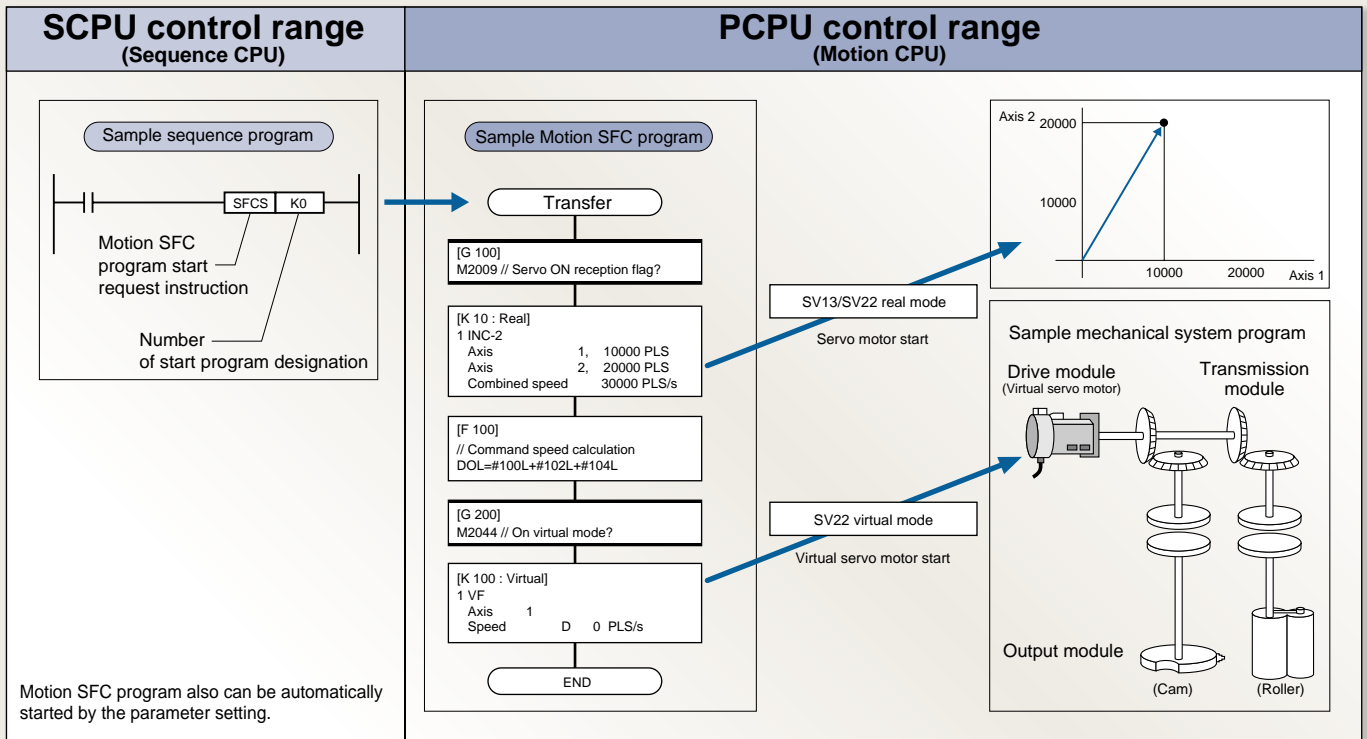 SCPU control range
(Sequence CPU)
PCPU control range
(Motion CPU)
Sample sequence program
SFCS K0
Motion SFC
program start
request instruction
Number
of start program designation
Motion SFC program also can be automatically
started by the parameter setting.
Sample Motion SFC program
Transfer
[G 100]
M2009 // Servo ON reception flag?
[K 10 : Real]
1 INC-2
Axis 1, 10000 PLS
Axis 2, 20000 PLS
Combined speed 30000 PLS/s
[F 100]
// Command speed calculation
DOL=#100L+#102L+#104L
[G 200]
M2044 // On virtual mode?
[K 100 : Virtual]
1 VF
Axis 1
Speed D 0 PLS/s
END
SV13/SV22 real mode
Servo motor start
SV22 virtual mode
Virtual servo motor start
Axis 2 20000
10000
10000 20000 Axis 1
Sample mechanical system program
Drive module
(Virtual servo motor)
Transmission
module
Output module
(Cam)
(Roller)